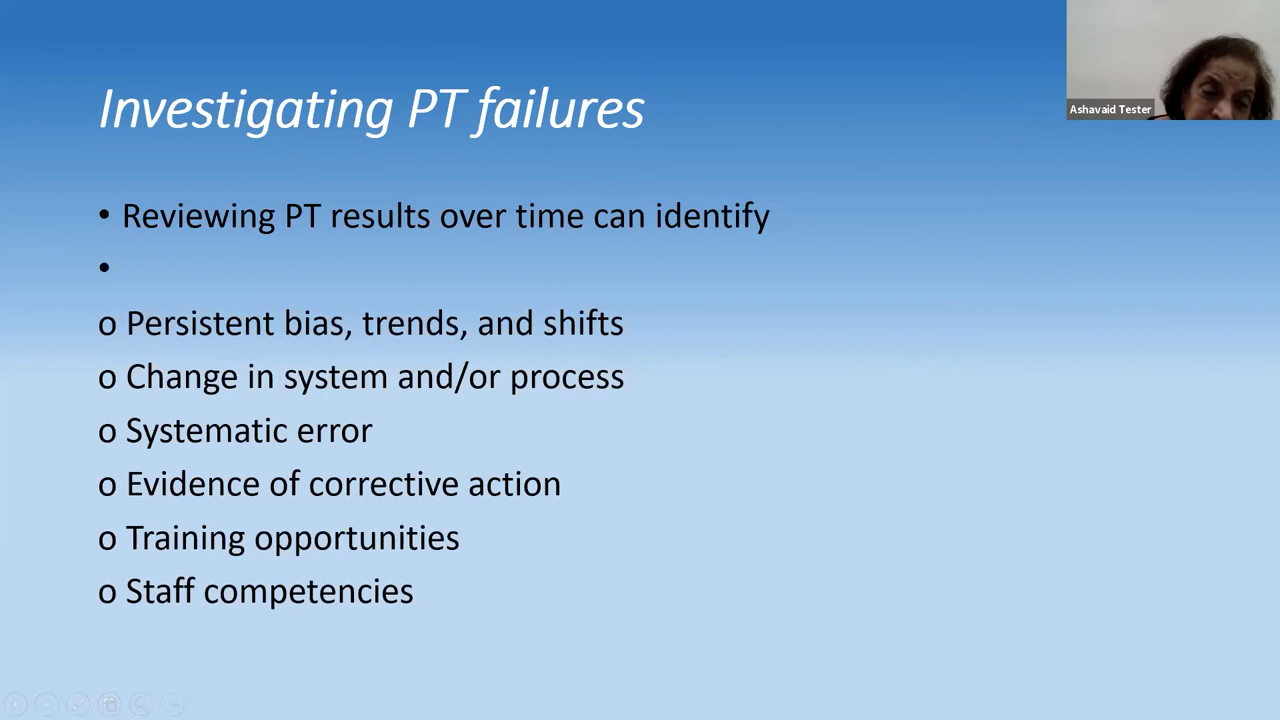 Investigating PT failures
Ashavaid Tester
• Reviewing PT results over time can identify
•
o Persistent bias, trends, and shifts
o Change in system and/or process
o Systematic error
o Evidence of corrective action
o Training opportunities
o Staff competencies